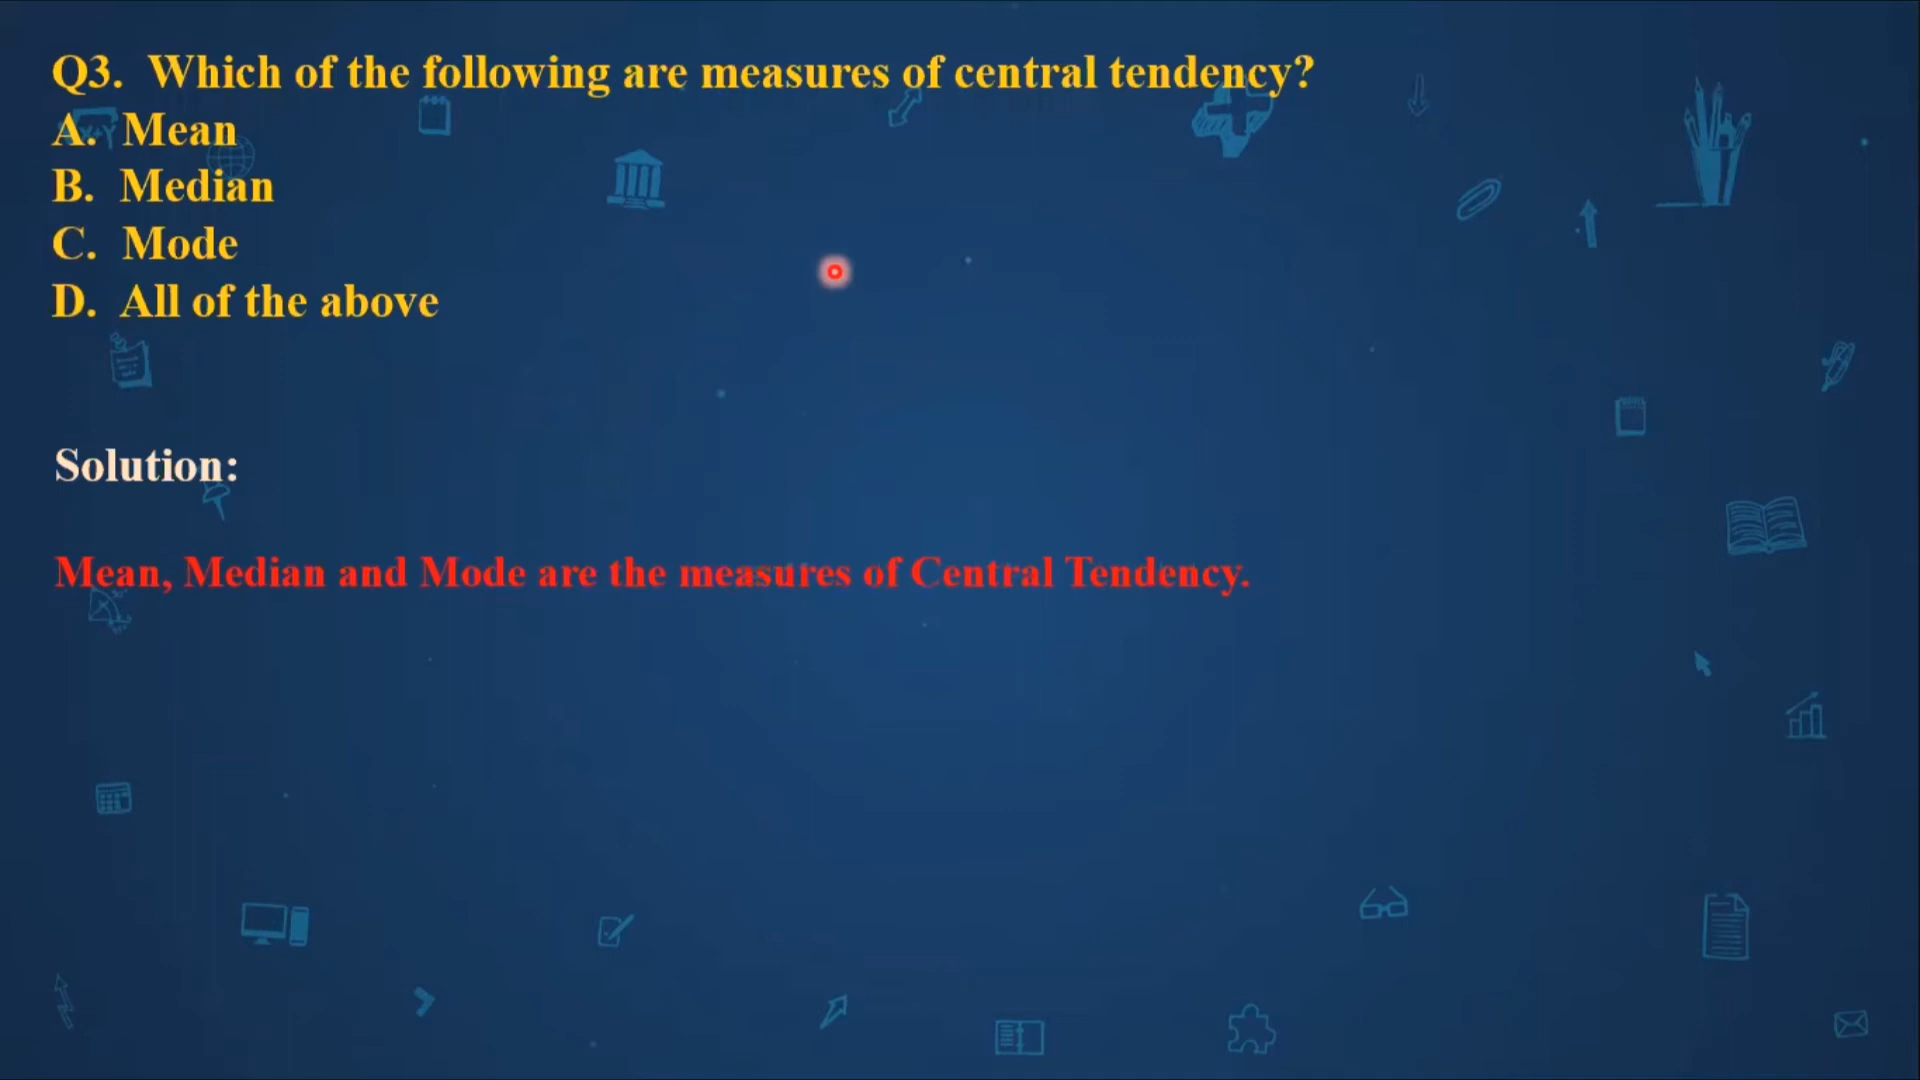 Q3. Which of the following are measures of central tendency?
A. Mean
B. Median
C. Mode
D. All of the above
Solution:
Mean, Median and Mode are the measures of Central Tendency.